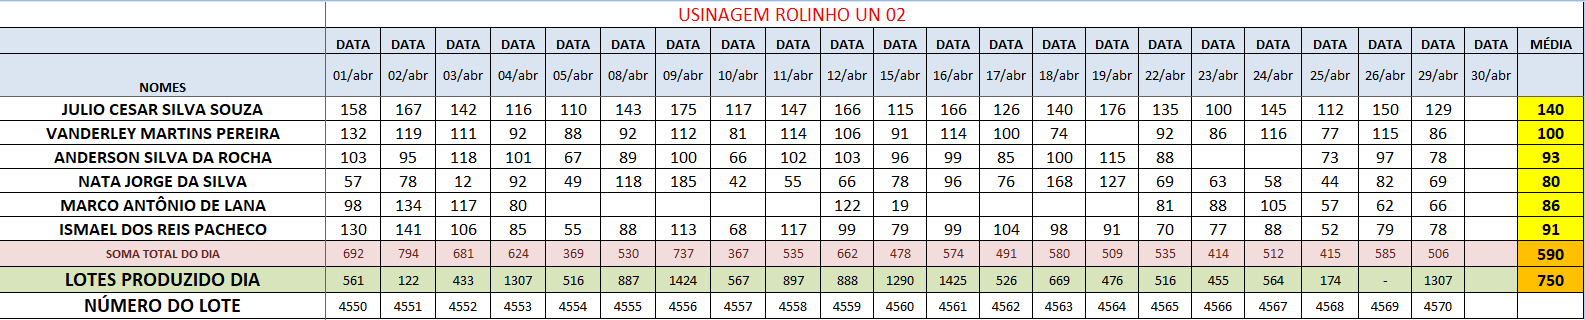 USINAGEM ROLINHO UN 02
DATA DATA DATA DATA DATA DATA DATA DATA DATA DATA DATA DATA DATA DATA DATA DATA DATA DATA DATA DATA DATA DATA MÉDIA
NOMES 01/abr 02/abr 03/abr 04/abr 05/abr 08/abr 09/abr 10/abr 11/abr 12/abr 15/abr 16/abr 17/abr 18/abr 19/abr 22/abr 23/abr 24/abr 25/abr 26/abr 29/abr 30/abr
JULIO CESAR SILVA SOUZA 158 167 142 116 110 143 175 117 147 166 115 166 126 140 176 135 100 145 112 150 129 140
VANDERLEY MARTINS PEREIRA 132 119 111 92 88 92 112 81 114 106 91 114 100 74 92 86 116 77 115 86 100
ANDERSON SILVA DA ROCHA 103 95 118 101 67 89 100 66 102 103 96 99 85 100 115 88 73 97 78 93
NATA JORGE DA SILVA 57 78 12 92 49 118 185 42 55 66 78 96 76 168 127 69 63 58 44 82 69 80
MARCO ANTÔNIO DE LANA 98 134 117 80 122 19 81 88 105 57 62 66 86
ISMAEL DOS REIS PACHECO 130 141 106 85 55 88 113 68 117 99 79 99 104 98 91 70 77 88 52 79 78 91
SOMA TOTAL DO DIA 692 794 681 624 369 530 737 367 535 662 478 574 491 580 509 535 414 512 415 585 506 590
LOTES PRODUZIDO DIA 561 122 433 1307 516 887 1424 567 897 888 1290 1425 526 669 476 516 455 564 174 - 1307 750
NÚMERO DO LOTE 4550 4551 4552 4553 4555 4555 4556 4557 4558 4559 4560 4561 4562 4563 4564 4565 4566 4567 4568 4569 4570